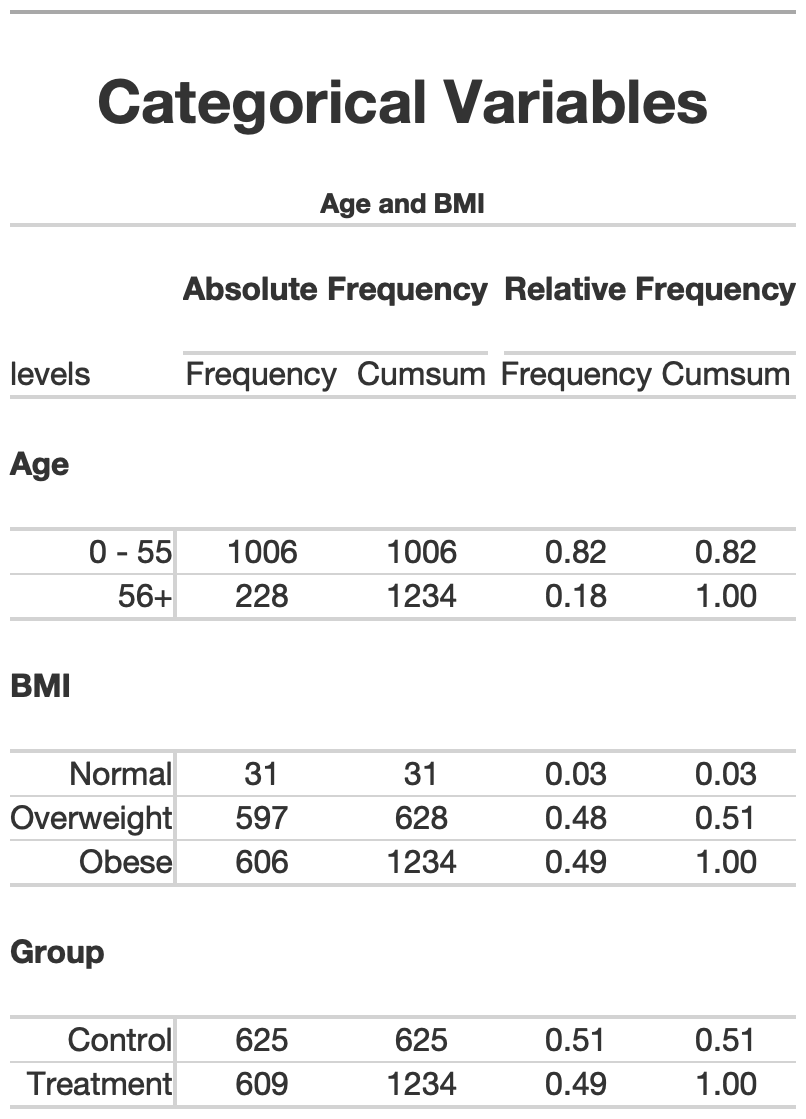 Categorical Variables
Age and BMI
Absolute Frequency Relative Frequency
levels Frequency Cumsum Frequency Cumsum
Age
0 - 55 1006 1006 0.82 0.82
56+ 228 1234 0.18 1.00
BMI
Normal 31 31 0.03 0.03
Overweight 597 628 0.48 0.51
Obese 606 1234 0.49 1.00
Group
Control 625 625 0.51 0.51
Treatment 609 1234 0.49 1.00